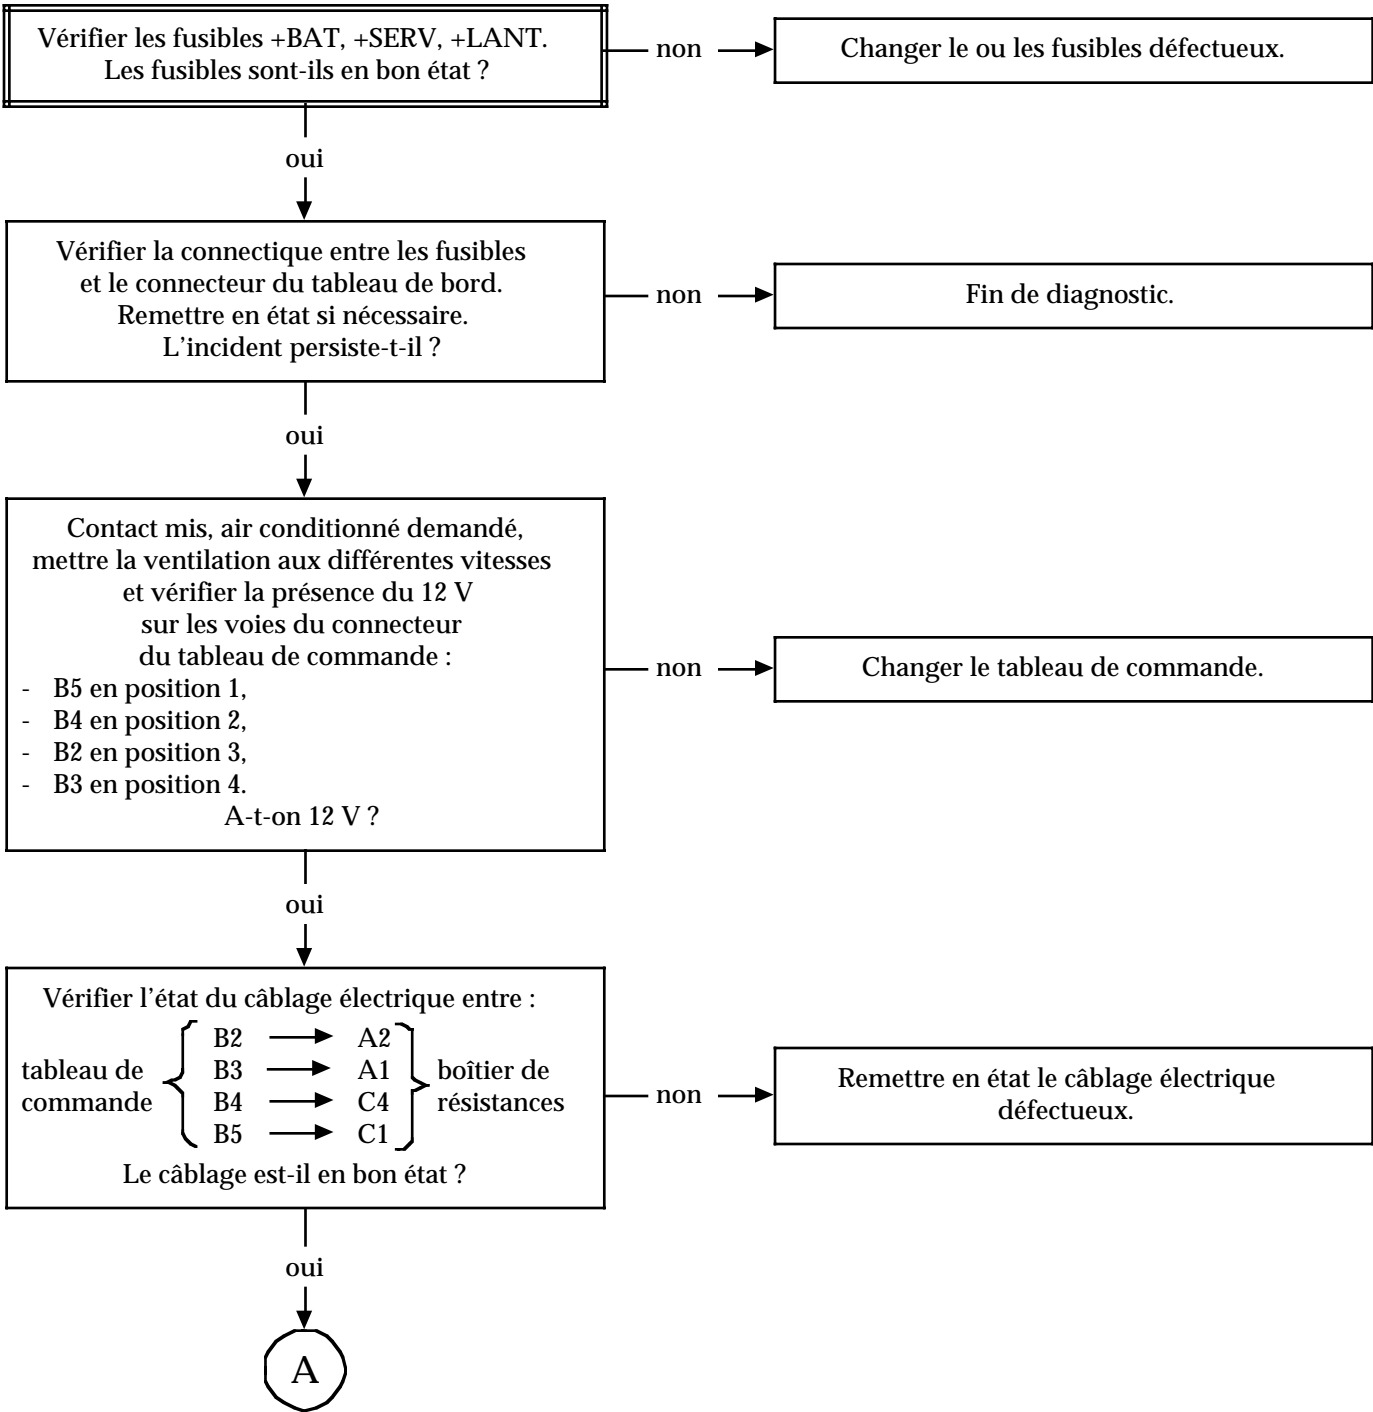 Vérifier les fusibles +BAT, +SERV, +LANT.
Les fusibles sont-ils en bon état ?
non
Changer le ou les fusibles défectueux.
oui
Vérifier la connectique entre les fusibles
et le connecteur du tableau de bord.
Remettre en état si nécessaire.
L'incident persiste-t-il ?
non
Fin de diagnostic.
oui
Contact mis, air conditionné demandé,
mettre la ventilation aux différentes vitesses
et vérifier la présence du 12 V
sur les voies du connecteur
du tableau de commande :
- B5 en position 1,
- B4 en position 2,
- B2 en position 3,
- B3 en position 4.
A-t-on 12 V ?
non
Changer le tableau de commande.
oui
Vérifier l'état du câblage électrique entre :
tableau de
commande
B2 A2
B3 A1
B4 C4
B5 C1
boîtier de
résistances
Le câblage est-il en bon état ?
non
Remettre en état le câblage électrique
défectueux.
oui
A